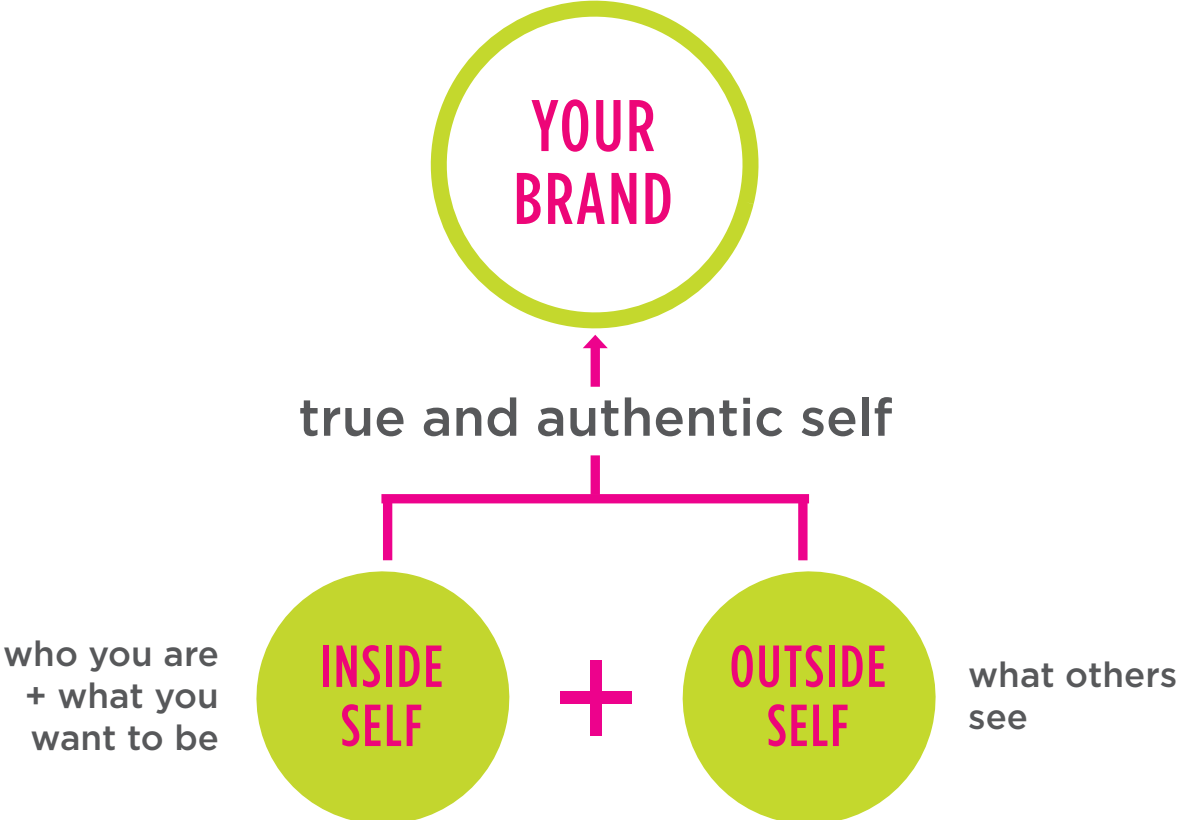 YOUR
BRAND
true and authentic self
who you are
+ what you
want to be
INSIDE
SELF
+
OUTSIDE
SELF
what others
see